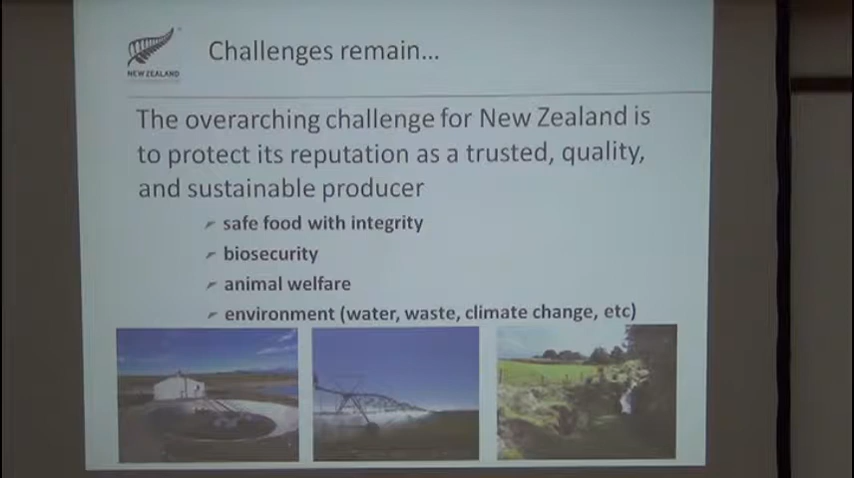 NEW ZEALAND
Challenges remain...
The overarching challenge for New Zealand is
to protect its reputation as a trusted, quality,
and sustainable producer
safe food with integrity
biosecurity
animal welfare
environment (water, waste, climate change, etc)